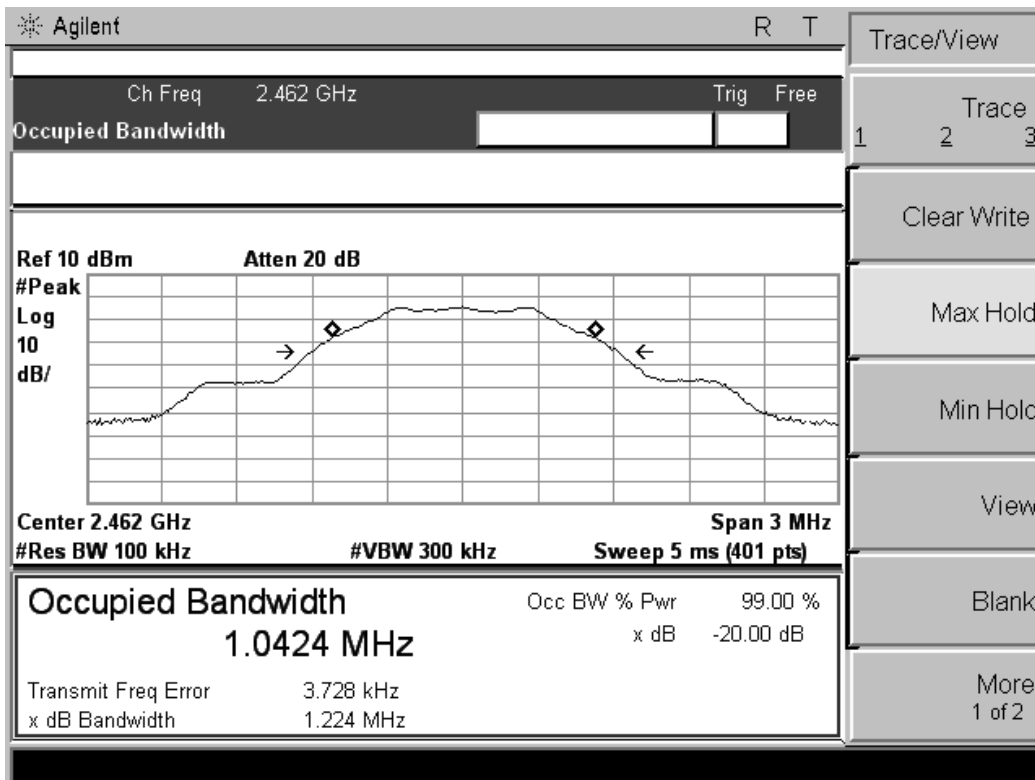 Agilent R T
Ch Freq 2.462 GHz Trig Free
Occupied Bandwidth
Ref 10 dBm Atten 20 dB
#Peak
Log
10
dB/
Center 2.462 GHz Span 3 MHz
#Res BW 100 kHz #VBW 300 kHz Sweep 5 ms (401 pts)
Occupied Bandwidth
1.0424 MHz
Occ BW % Pwr 99.00 %
x dB -20.00 dB
Transmit Freq Error 3.728 kHz
x dB Bandwidth 1.224 MHz
Trace/View
Trace
1 2 3
Clear Write
Max Hold
Min Hold
View
Blank
More
1 of 2